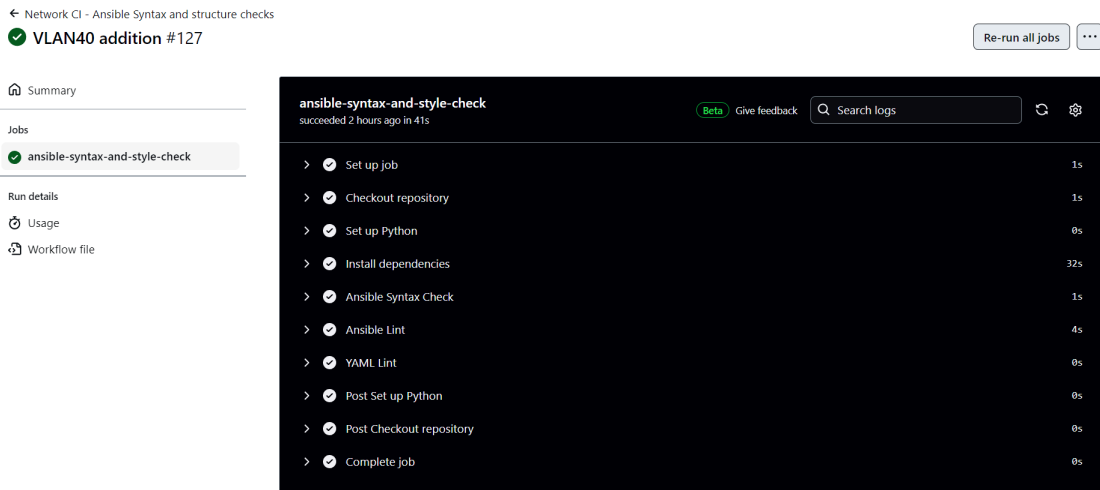 Network CI - Ansible Syntax and structure checks
VLAN40 addition #127
Re-run all jobs
Summary
Jobs
ansible-syntax-and-style-check
Run details
Usage
Workflow file
ansible-syntax-and-style-check
succeeded 2 hours ago in 41s
Beta Give feedback
Search logs
Set up job 1s
Checkout repository 1s
Set up Python 0s
Install dependencies 32s
Ansible Syntax Check 1s
Ansible Lint 4s
YAML Lint 0s
Post Set up Python 0s
Post Checkout repository 0s
Complete job 0s